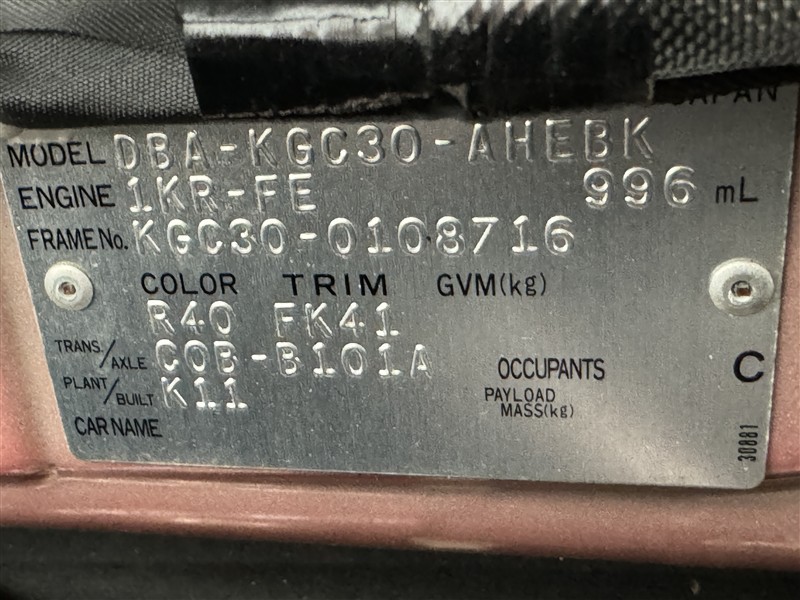 JAPAN
MODEL DBA-KGC30-AHEBK
ENGINE 1KR-FE 996 mL
FRAME No. KGC30-0108716
COLOR TRIM GVM(kg)
R40 FK41
TRANS/AXLE C0B-B101A OCCUPANTS C
PLANT/BUILT K11 PAYLOAD MASS(kg)
CAR NAME
30881